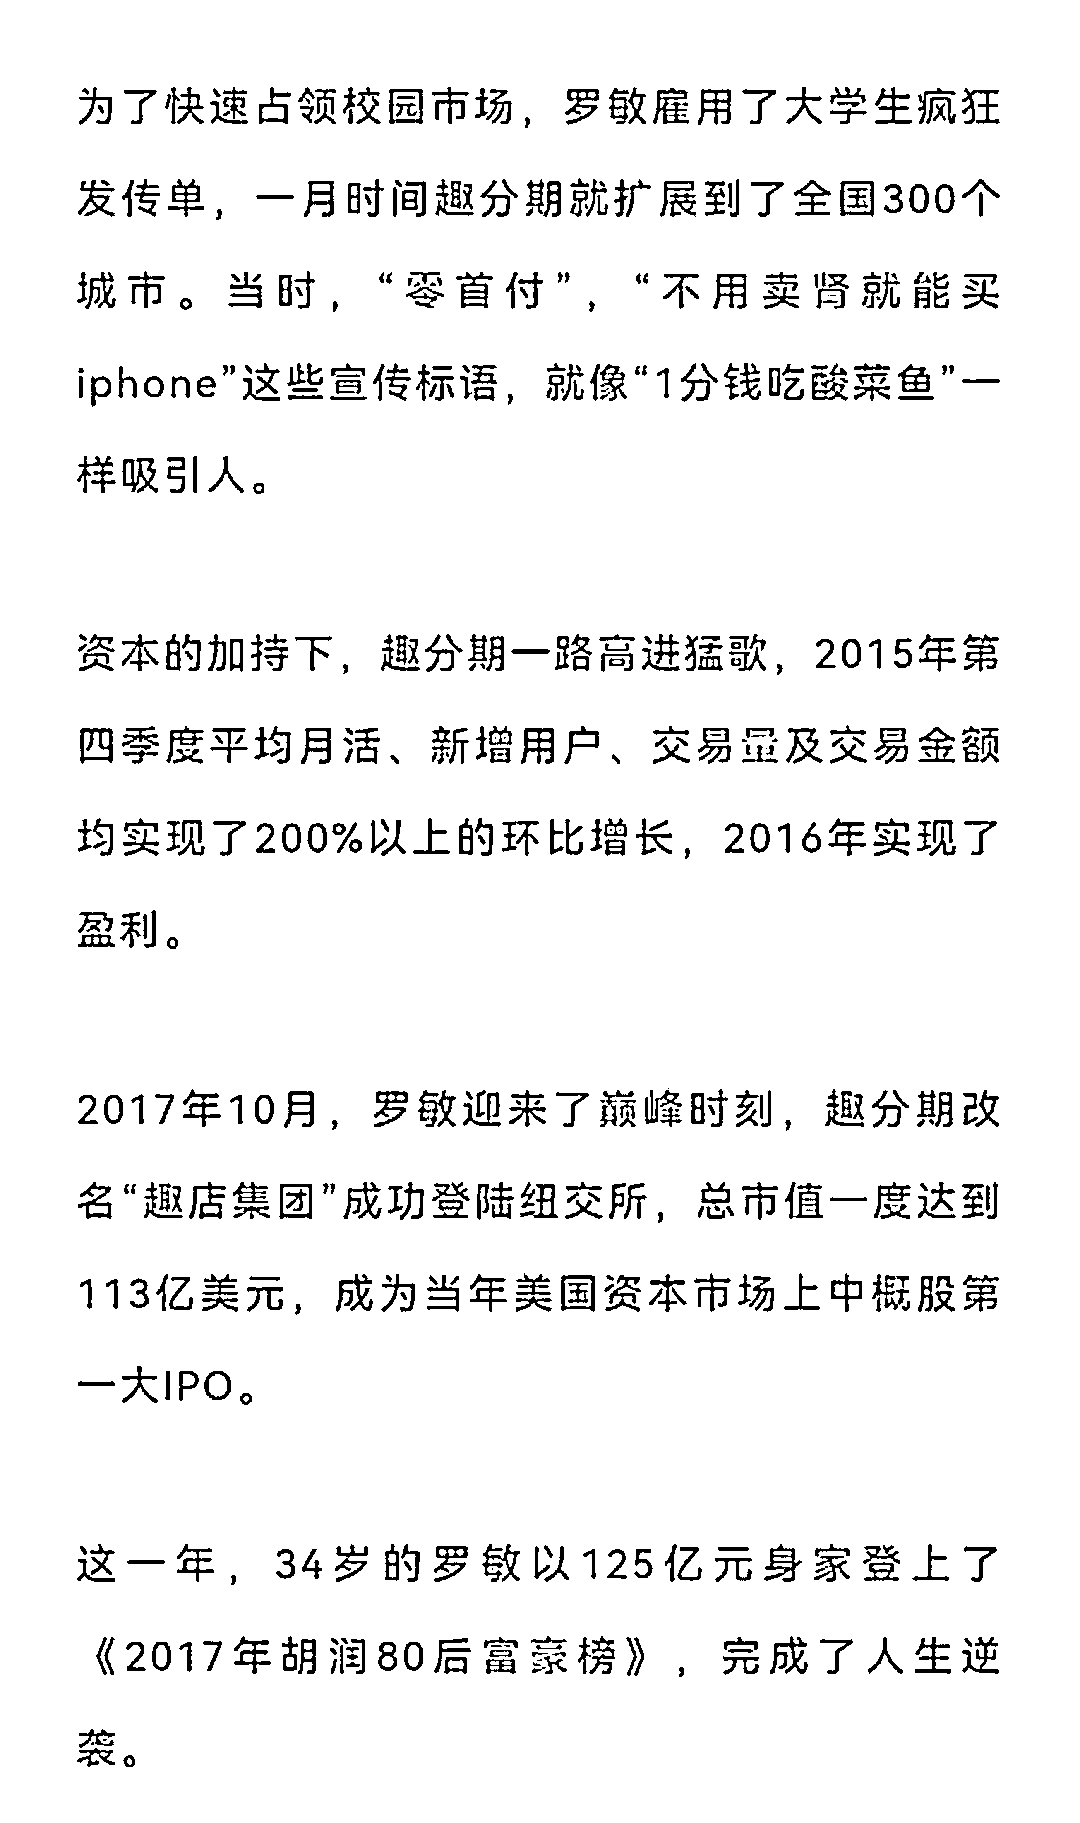 为了快速占领校园市场，罗敏雇用了大学生疯狂
发传单，一月时间趣分期就扩展到了全国300个
城市。当时，“零首付”，“不用卖肾就能买
iphone”这些宣传标语，就像“1分钱吃酸菜鱼”一
样吸引人。
资本的加持下，趣分期一路高进猛歌，2015年第
四季度平均月活、新增用户、交易量及交易金额
均实现了200%以上的环比增长，2016年实现了
盈利。
2017年10月，罗敏迎来了巅峰时刻，趣分期改
名“趣店集团”成功登陆纽交所，总市值一度达到
113亿美元，成为当年美国资本市场上中概股第
一大IPO。
这一年，34岁的罗敏以125亿元身家登上了
《2017年胡润80后富豪榜》，完成了人生逆
袭。